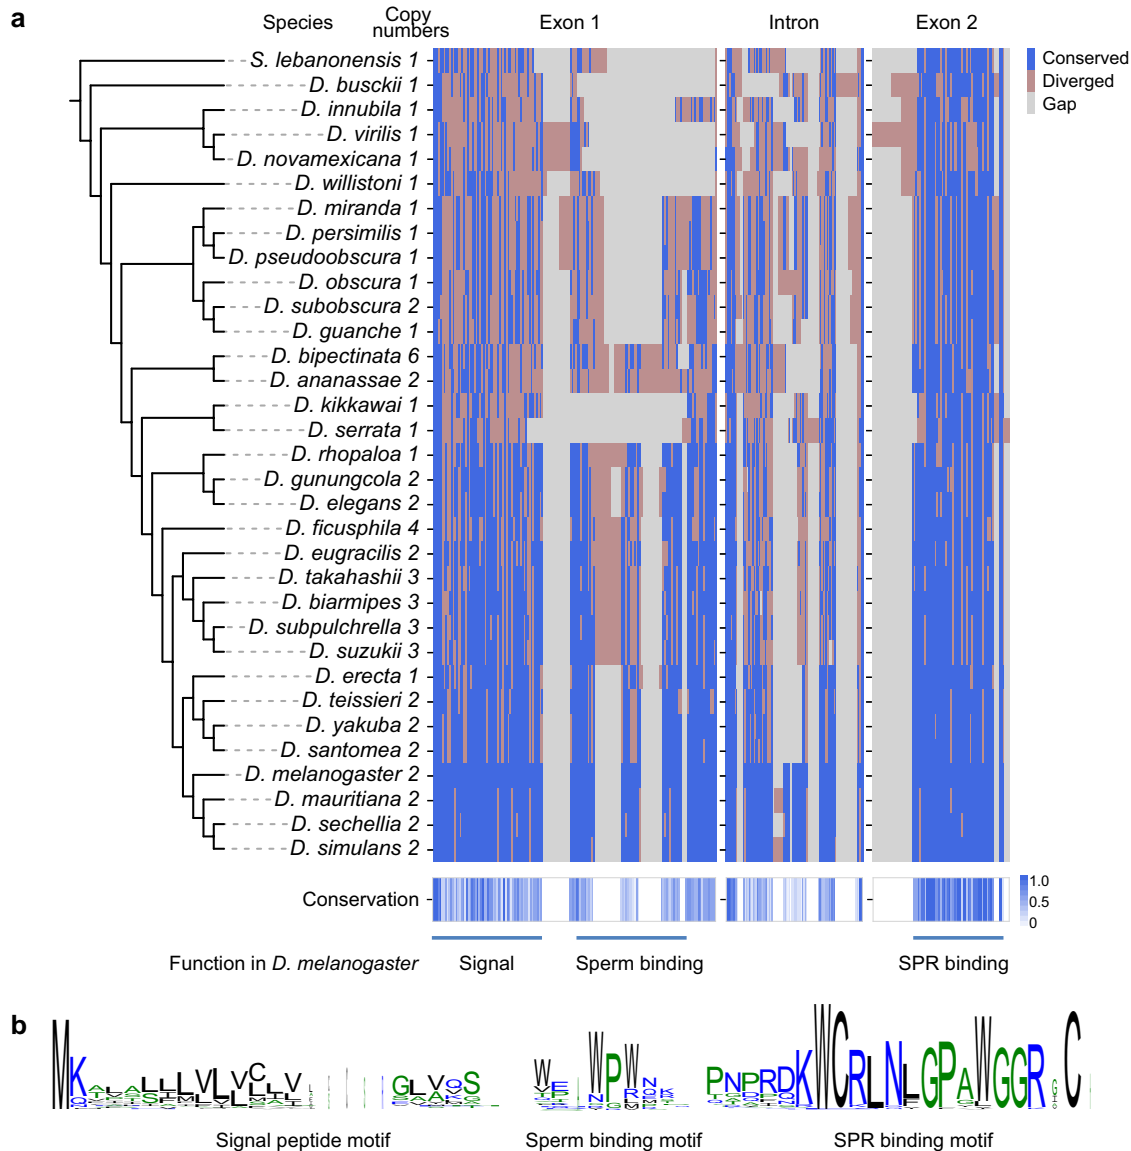 a
Species
Copy numbers
Exon 1
Intron
Exon 2
Conserved
Diverged
Gap
S. lebanonensis 1
D. busckii 1
D. innubila 1
D. virilis 1
D. novamexicana 1
D. willistoni 1
D. miranda 1
D. persimilis 1
D. pseudoobscura 1
D. obscura 1
D. subobscura 2
D. guanche 1
D. bipectinata 6
D. ananassae 2
D. kikkawai 1
D. serrata 1
D. rhopaloa 1
D. gunungcola 2
D. elegans 2
D. ficusphila 4
D. eugracilis 2
D. takahashii 3
D. biarmipes 3
D. subpulchrella 3
D. suzukii 3
D. erecta 1
D. teissieri 2
D. yakuba 2
D. santomea 2
D. melanogaster 2
D. mauritiana 2
D. sechellia 2
D. simulans 2
Conservation
1.0
0.5
0
Function in D. melanogaster
Signal
Sperm binding
SPR binding
b
Signal peptide motif
Sperm binding motif
SPR binding motif